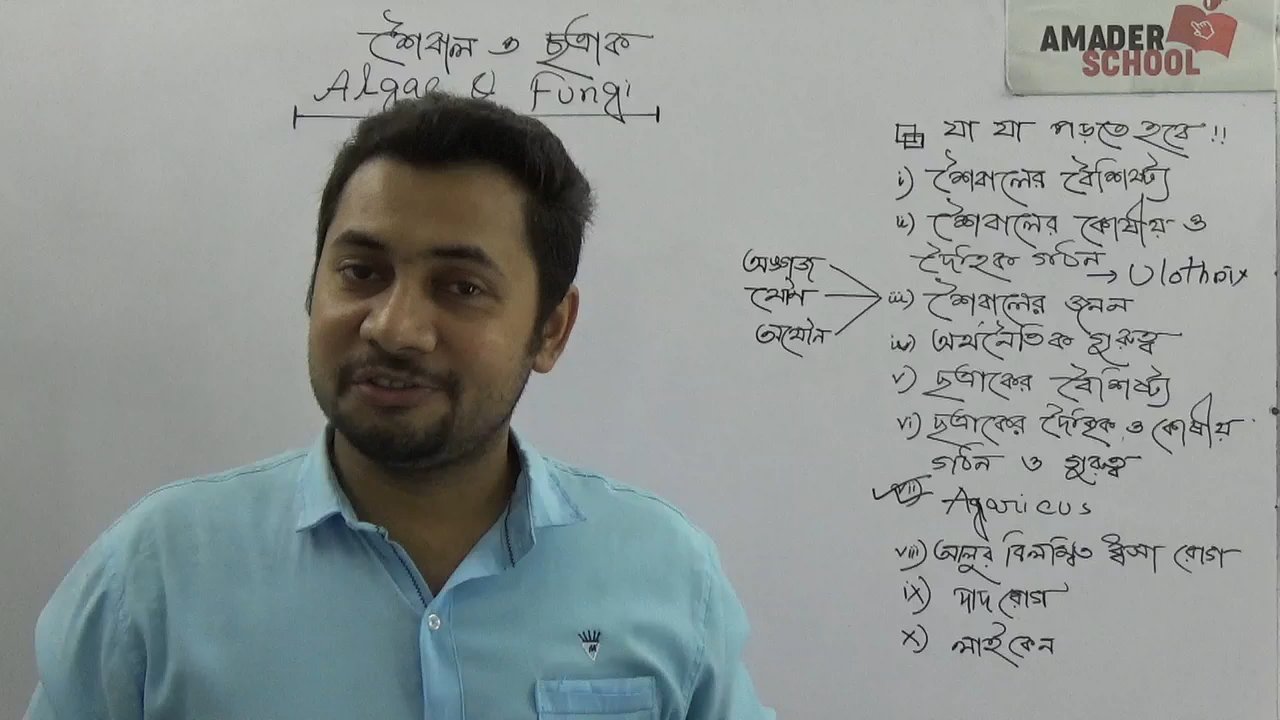 শৈবাল ও ছত্রাক
Algae & Fungi
AMADER
SCHOOL
যা যা পড়তে হবে !!
i) শৈবালের বৈশিষ্ট্য
ii) শৈবালের কোষীয় ও
দৈহিক গঠন → Ulothrix
অঙ্গজ
যৌন
অযৌন
iii) শৈবালের জনন
iv) অর্থনৈতিক গুরুত্ব
v) ছত্রাকের বৈশিষ্ট্য
vi) ছত্রাকের দৈহিক ও কোষীয়
গঠন ও গুরুত্ব
vii) Agaricus
viii) আলুর বিলম্বিত ধ্বসা রোগ
ix) দাদ রোগ
x) লাইকেন